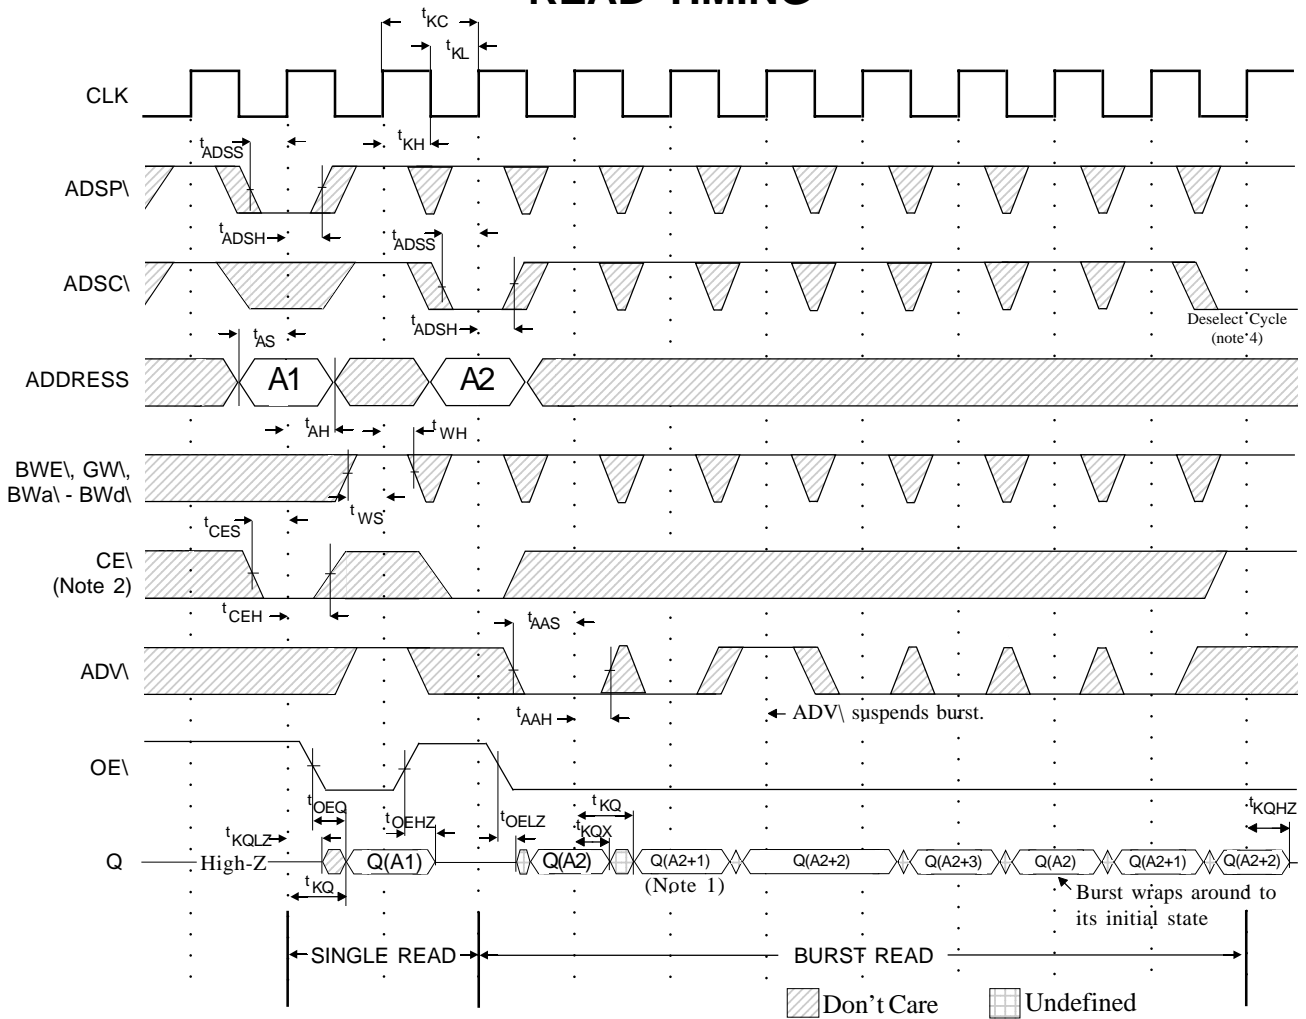 READ TIMING
tKC
tKL
CLK
tKH
tADSS
ADSP\
tADSH
tADSS
ADSC\
tADSH
Deselect Cycle
(note 4)
tAS
ADDRESS
A1
A2
tAH
tWH
BWE\, GW\,
BWa\ - BWd\
tWS
tCES
CE\
(Note 2)
tCEH
tAAS
ADV\
tAAH
ADV\ suspends burst.
OE\
tOEQ
tKQLZ
tOEHZ
tOELZ
tKQ
tKQX
tKQHZ
Q
High-Z
Q(A1)
Q(A2)
Q(A2+1)
Q(A2+2)
Q(A2+3)
Q(A2)
Q(A2+1)
Q(A2+2)
tKQ
(Note 1)
Burst wraps around to
its initial state
SINGLE READ
BURST READ
Don't Care
Undefined